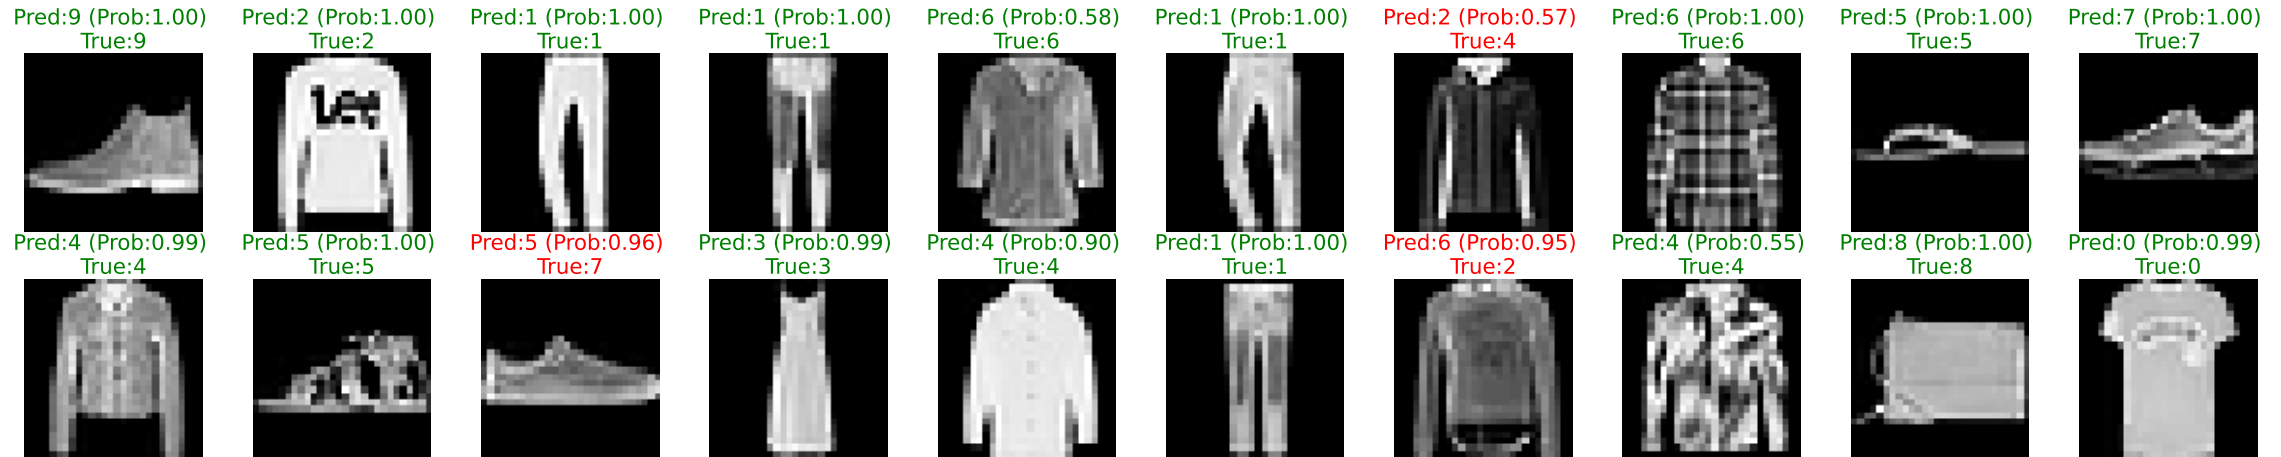 Pred:9 (Prob:1.00) Pred:2 (Prob:1.00) Pred:1 (Prob:1.00) Pred:1 (Prob:1.00) Pred:6 (Prob:0.58) Pred:1 (Prob:1.00) Pred:2 (Prob:0.57) Pred:6 (Prob:1.00) Pred:5 (Prob:1.00) Pred:7 (Prob:1.00)
True:9 True:2 True:1 True:1 True:6 True:1 True:4 True:6 True:5 True:7
Lee
Pred:4 (Prob:0.99) Pred:5 (Prob:1.00) Pred:5 (Prob:0.96) Pred:3 (Prob:0.99) Pred:4 (Prob:0.90) Pred:1 (Prob:1.00) Pred:6 (Prob:0.95) Pred:4 (Prob:0.55) Pred:8 (Prob:1.00) Pred:0 (Prob:0.99)
True:4 True:5 True:7 True:3 True:4 True:1 True:2 True:4 True:8 True:0